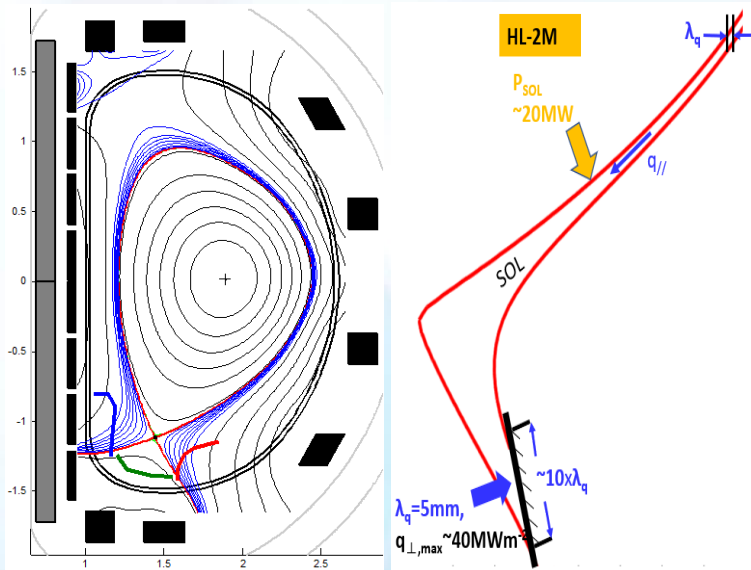 1.5
1
0.5
0
-0.5
-1
-1.5
1
1.5
2
2.5
HL-2M
λq
PSOL
~20MW
q//
SOL
~10xλq
λq=5mm,
q⊥,max~40MWm-2